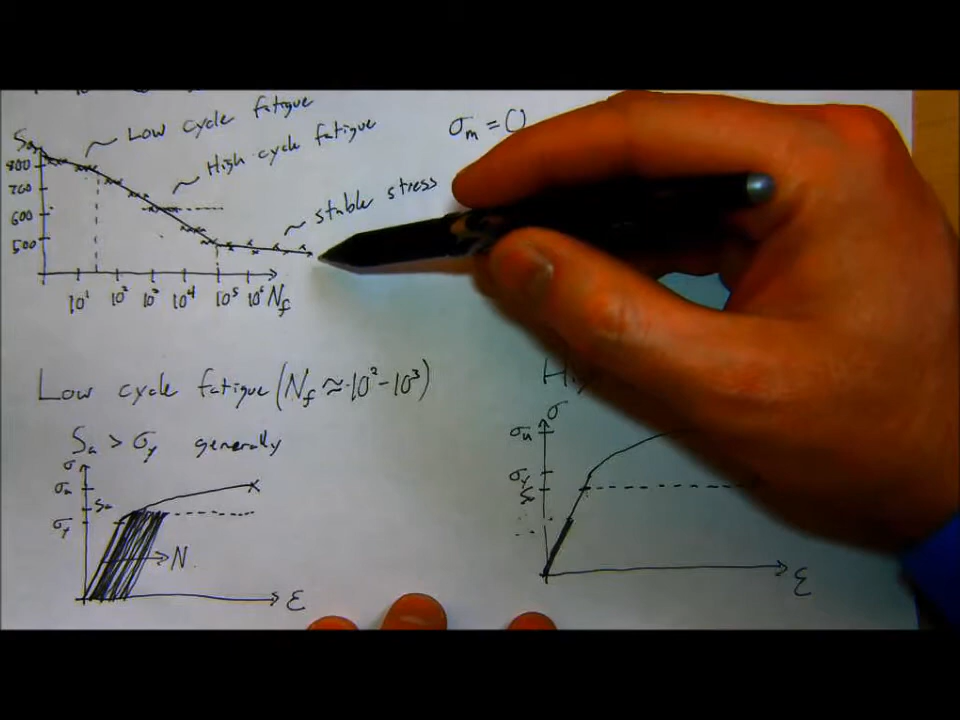 Low cycle fatigue
σm = 0
High cycle fatigue
stable stress
Sa
800
700
600
500
10¹ 10² 10³ 10⁴ 10⁵ 10⁶ Nf
Low cycle fatigue (Nf ≈ 10² - 10³)
Sa > σy generally
σ
σu
Sa
σy
N
ε
σ
σu
σy
ε